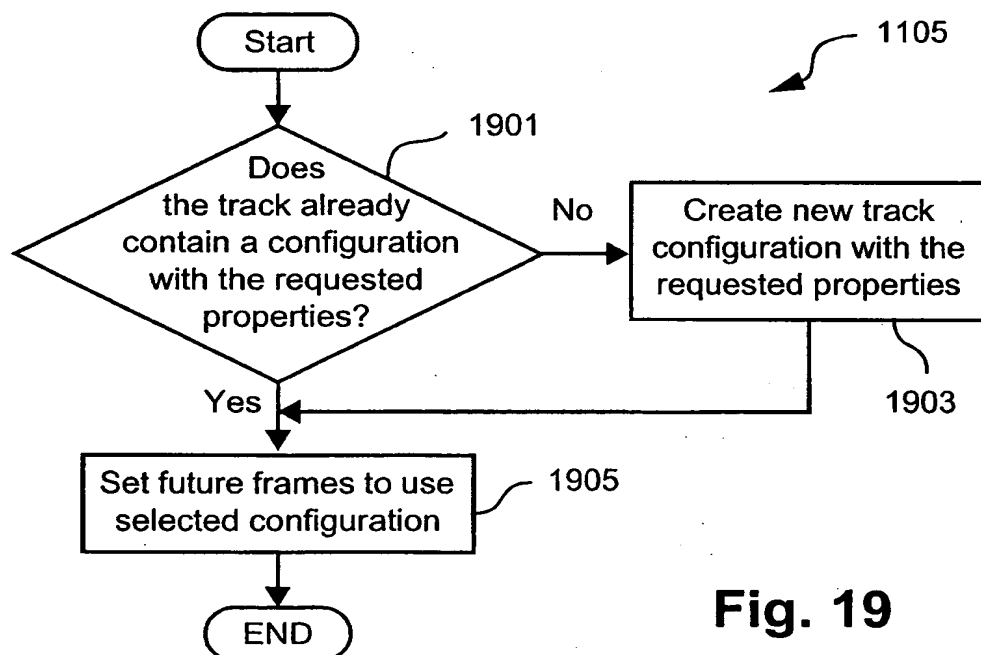 Start
1105
1901
Does
the track already
contain a configuration
with the requested
properties?
No
Create new track
configuration with the
requested properties
1903
Yes
Set future frames to use
selected configuration
1905
END
Fig. 19